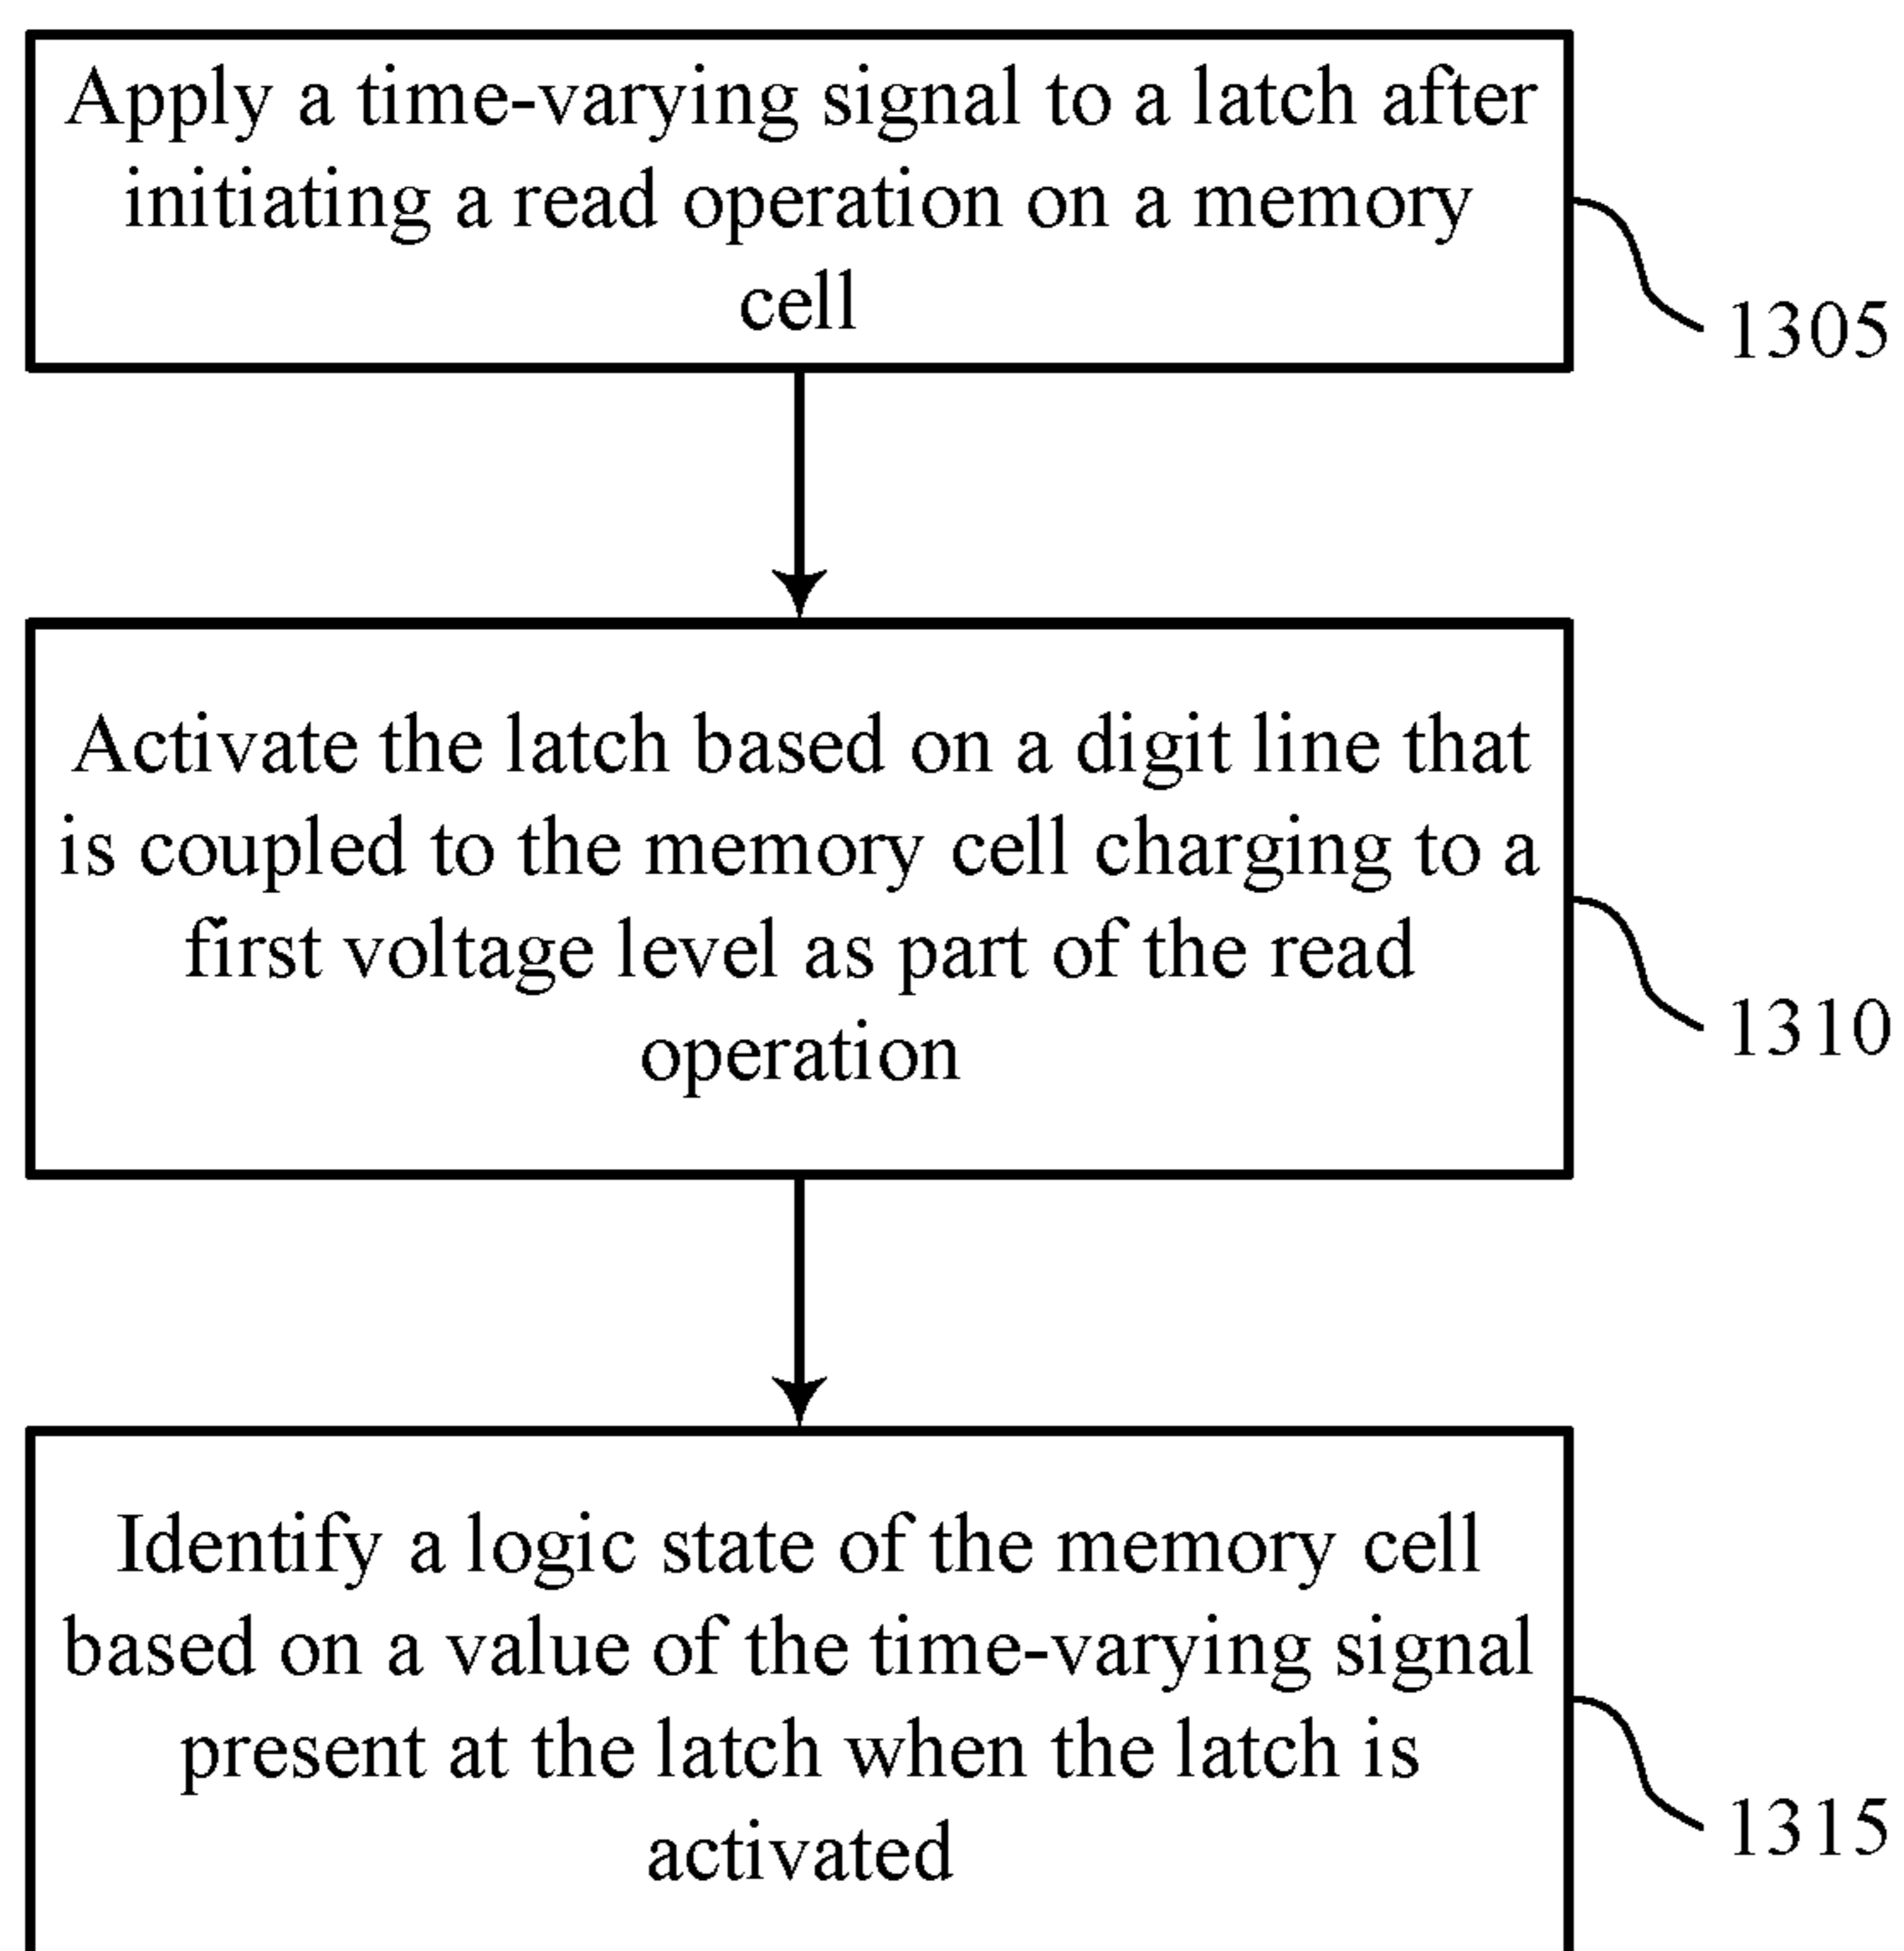 Apply a time-varying signal to a latch after
initiating a read operation on a memory
cell
1305
Activate the latch based on a digit line that
is coupled to the memory cell charging to a
first voltage level as part of the read
operation
1310
Identify a logic state of the memory cell
based on a value of the time-varying signal
present at the latch when the latch is
activated
1315